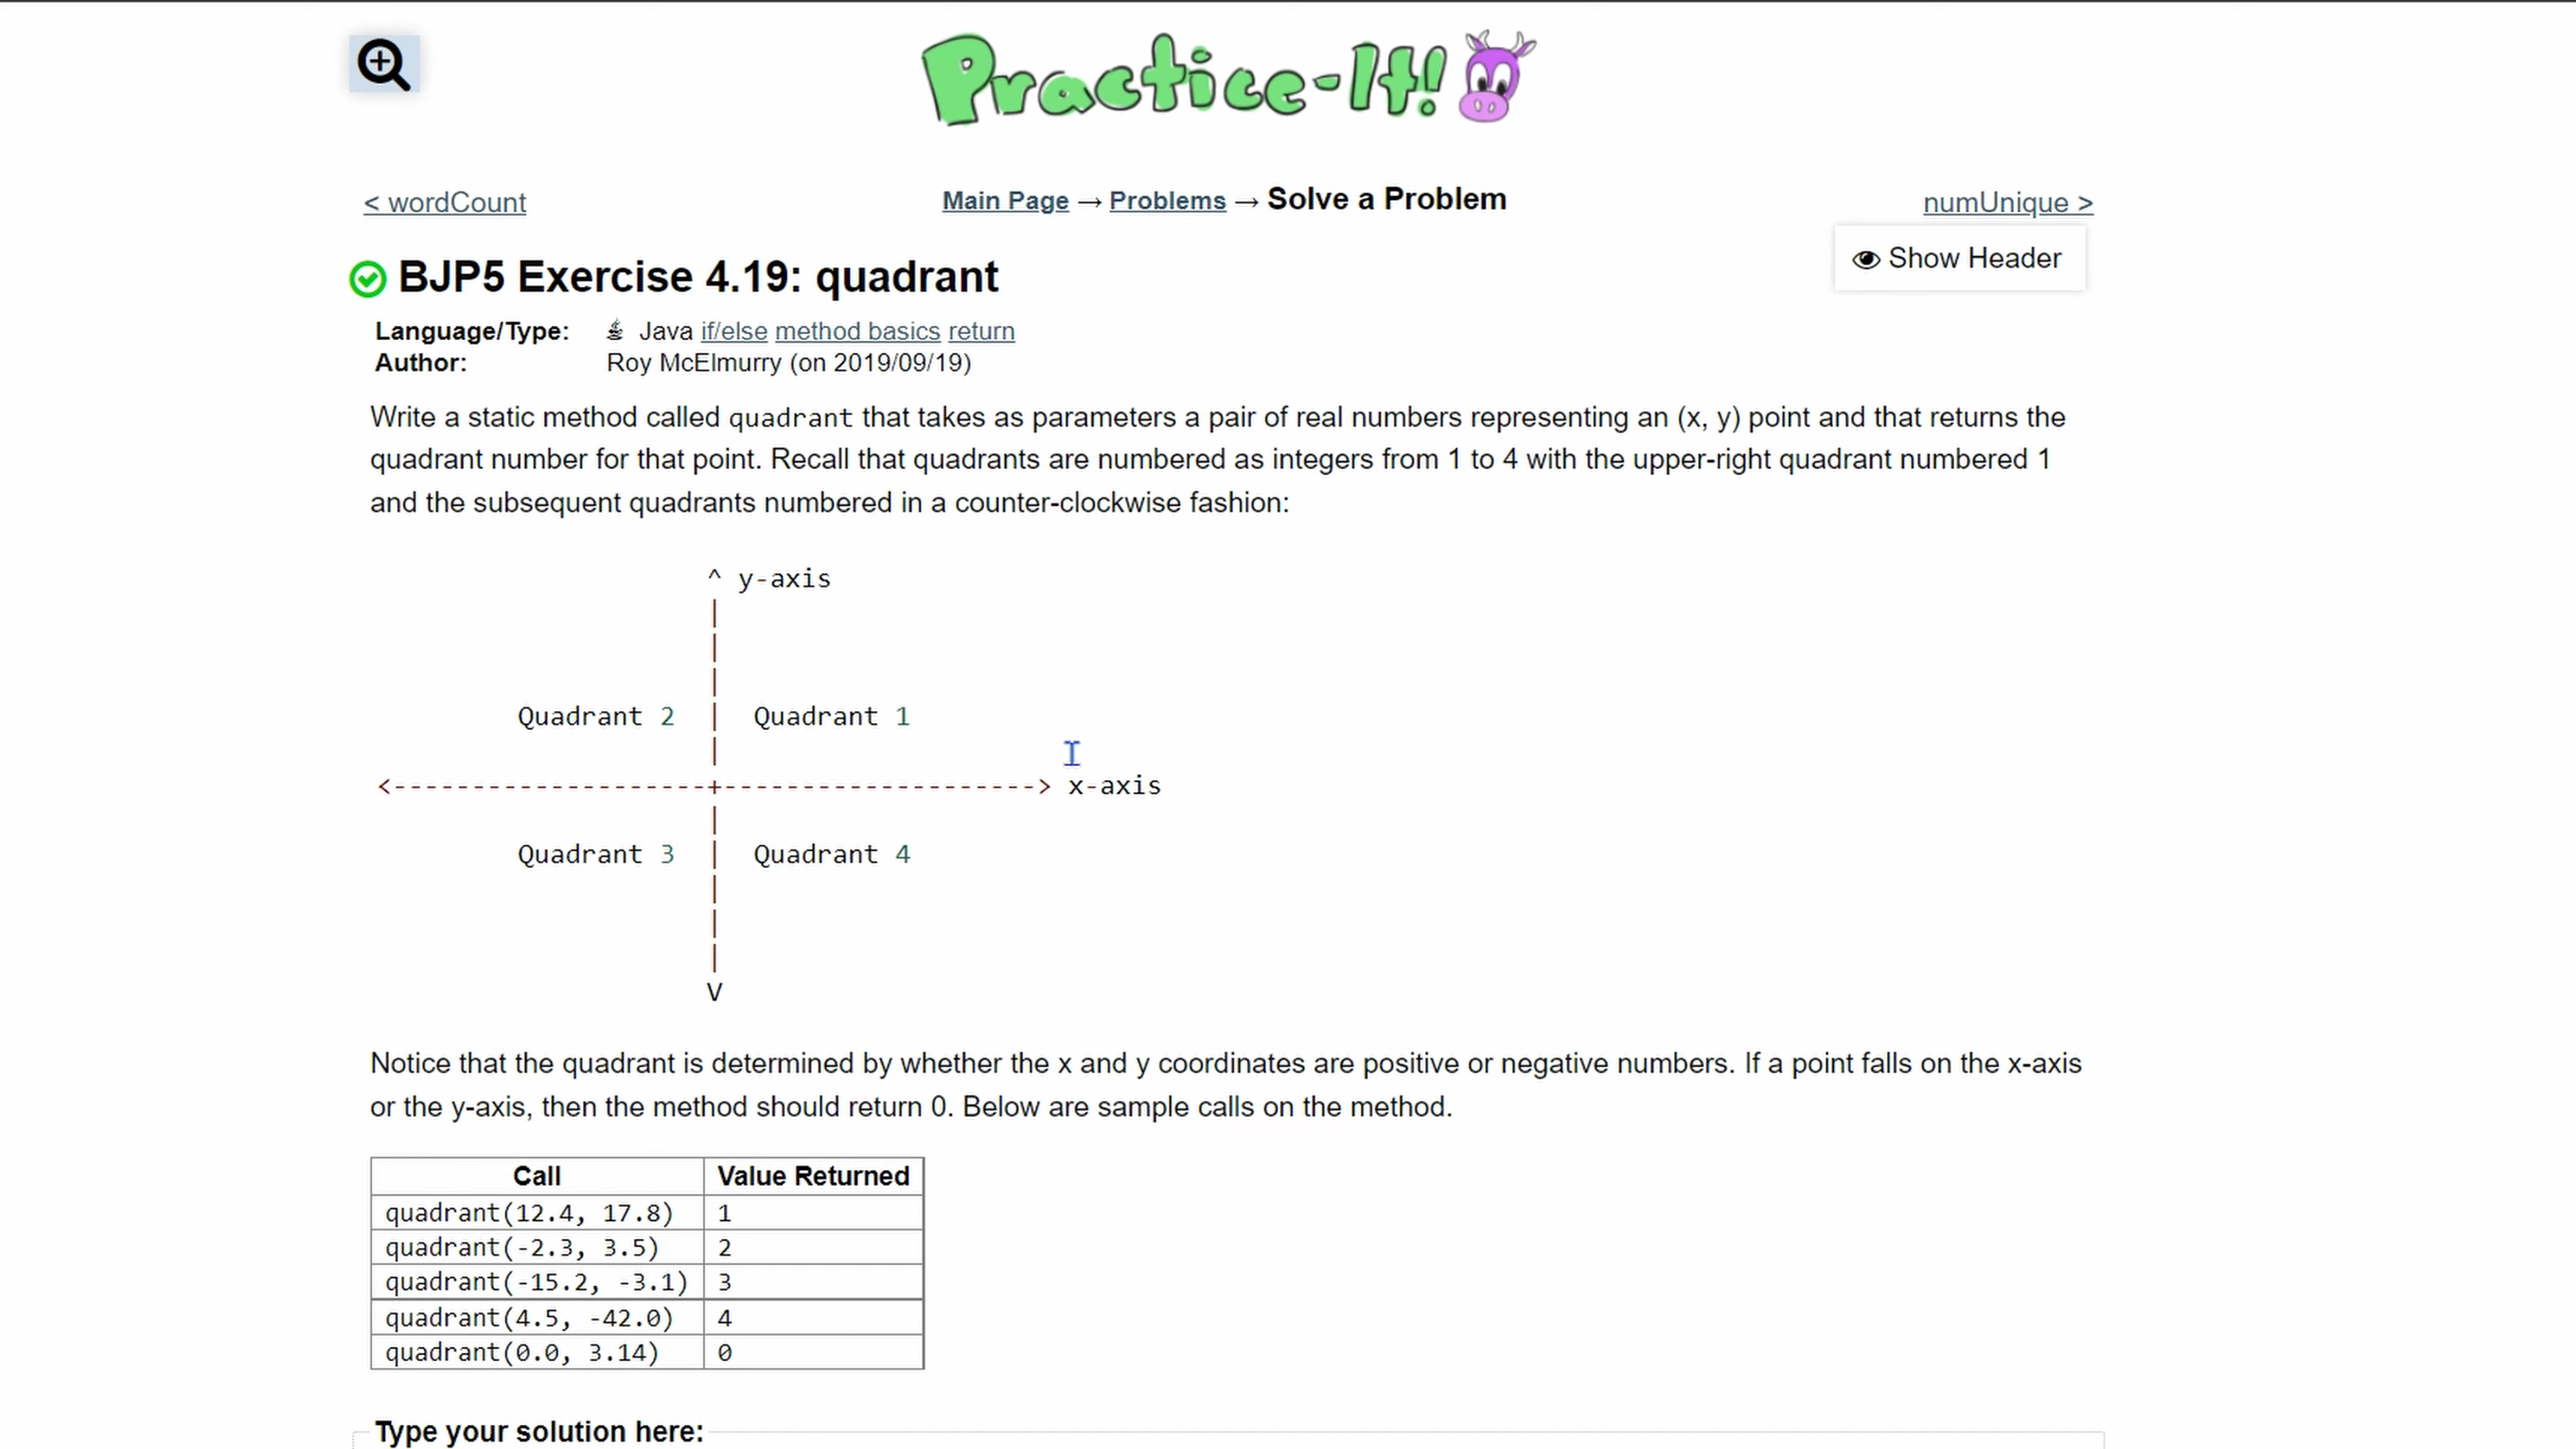 Practice-It!
< wordCount
Main Page → Problems → Solve a Problem
numUnique >
Show Header
BJP5 Exercise 4.19: quadrant
Language/Type: Java if/else method basics return
Author: Roy McElmurry (on 2019/09/19)
Write a static method called quadrant that takes as parameters a pair of real numbers representing an (x, y) point and that returns the
quadrant number for that point. Recall that quadrants are numbered as integers from 1 to 4 with the upper-right quadrant numbered 1
and the subsequent quadrants numbered in a counter-clockwise fashion:
^ y-axis
|
|
|
Quadrant 2 | Quadrant 1
|
<--------------------+--------------------> x-axis
|
Quadrant 3 | Quadrant 4
|
|
|
V
Notice that the quadrant is determined by whether the x and y coordinates are positive or negative numbers. If a point falls on the x-axis
or the y-axis, then the method should return 0. Below are sample calls on the method.
Call Value Returned
quadrant(12.4, 17.8) 1
quadrant(-2.3, 3.5) 2
quadrant(-15.2, -3.1) 3
quadrant(4.5, -42.0) 4
quadrant(0.0, 3.14) 0
Type your solution here: